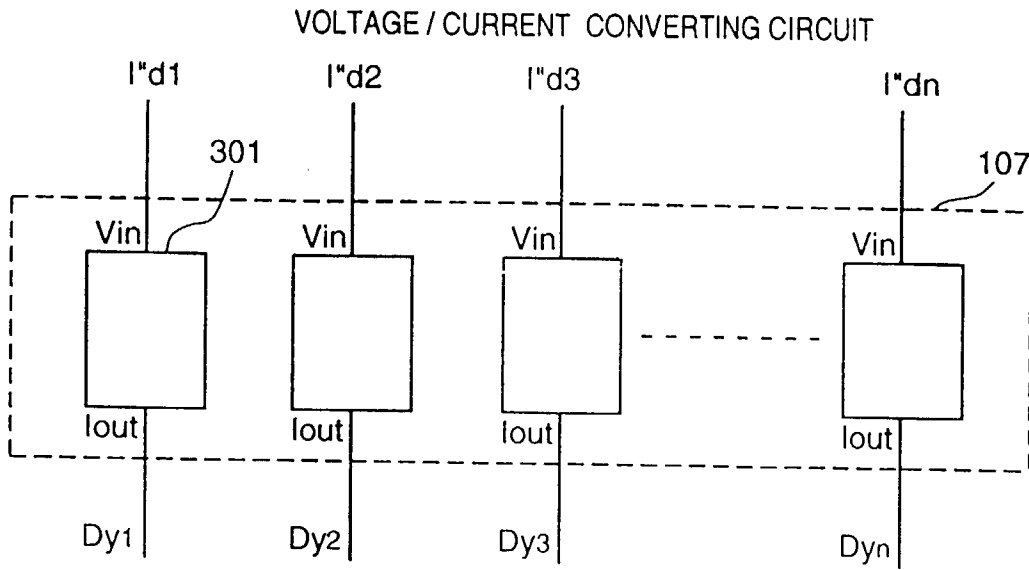 VOLTAGE / CURRENT CONVERTING CIRCUIT
I"d1 I"d2 I"d3 I"dn
301 107
Vin Vin Vin Vin
Iout Iout Iout Iout
Dy1 Dy2 Dy3 Dyn